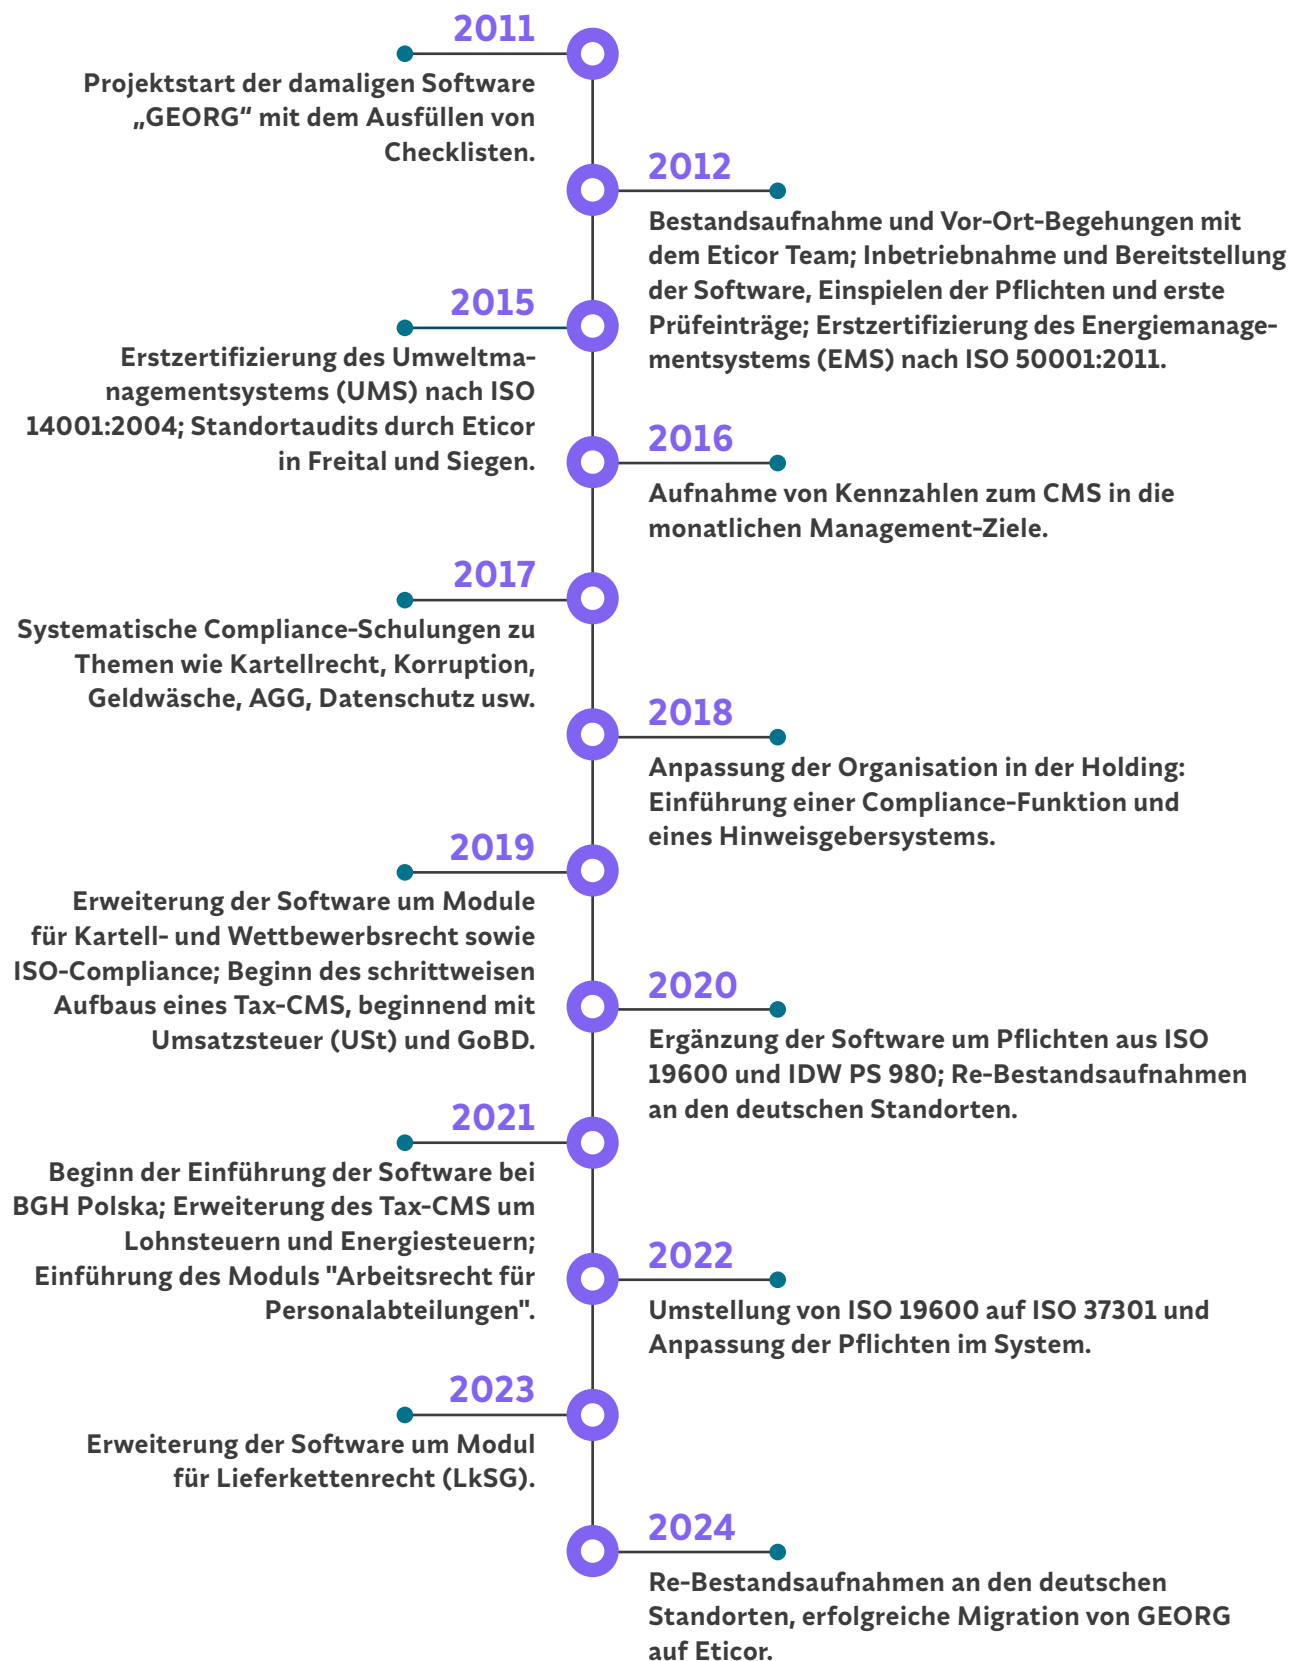 2011
Projektstart der damaligen Software
„GEORG“ mit dem Ausfüllen von
Checklisten.
2012
Bestandsaufnahme und Vor-Ort-Begehungen mit
dem Eticor Team; Inbetriebnahme und Bereitstellung
der Software, Einspielen der Pflichten und erste
Prüfeinträge; Erstzertifizierung des Energiemanage-
mentsystems (EMS) nach ISO 50001:2011.
2015
Erstzertifizierung des Umweltma-
nagementsystems (UMS) nach ISO
14001:2004; Standortaudits durch Eticor
in Freital und Siegen.
2016
Aufnahme von Kennzahlen zum CMS in die
monatlichen Management-Ziele.
2017
Systematische Compliance-Schulungen zu
Themen wie Kartellrecht, Korruption,
Geldwäsche, AGG, Datenschutz usw.
2018
Anpassung der Organisation in der Holding:
Einführung einer Compliance-Funktion und
eines Hinweisgebersystems.
2019
Erweiterung der Software um Module
für Kartell- und Wettbewerbsrecht sowie
ISO-Compliance; Beginn des schrittweisen
Aufbaus eines Tax-CMS, beginnend mit
Umsatzsteuer (USt) und GoBD.
2020
Ergänzung der Software um Pflichten aus ISO
19600 und IDW PS 980; Re-Bestandsaufnahmen
an den deutschen Standorten.
2021
Beginn der Einführung der Software bei
BGH Polska; Erweiterung des Tax-CMS um
Lohnsteuern und Energiesteuern;
Einführung des Moduls "Arbeitsrecht für
Personalabteilungen".
2022
Umstellung von ISO 19600 auf ISO 37301 und
Anpassung der Pflichten im System.
2023
Erweiterung der Software um Modul
für Lieferkettenrecht (LkSG).
2024
Re-Bestandsaufnahmen an den deutschen
Standorten, erfolgreiche Migration von GEORG
auf Eticor.